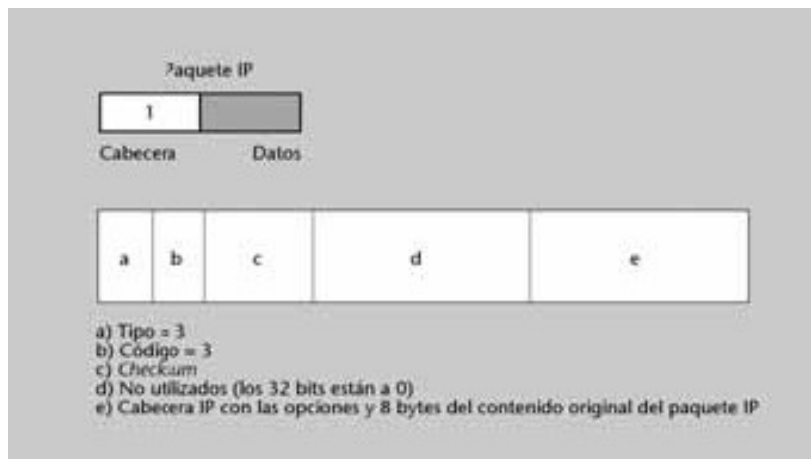 Paquete IP
1
Cabecera Datos
a b c d e
a) Tipo = 3
b) Código = 3
c) Checksum
d) No utilizados (los 32 bits están a 0)
e) Cabecera IP con las opciones y 8 bytes del contenido original del paquete IP